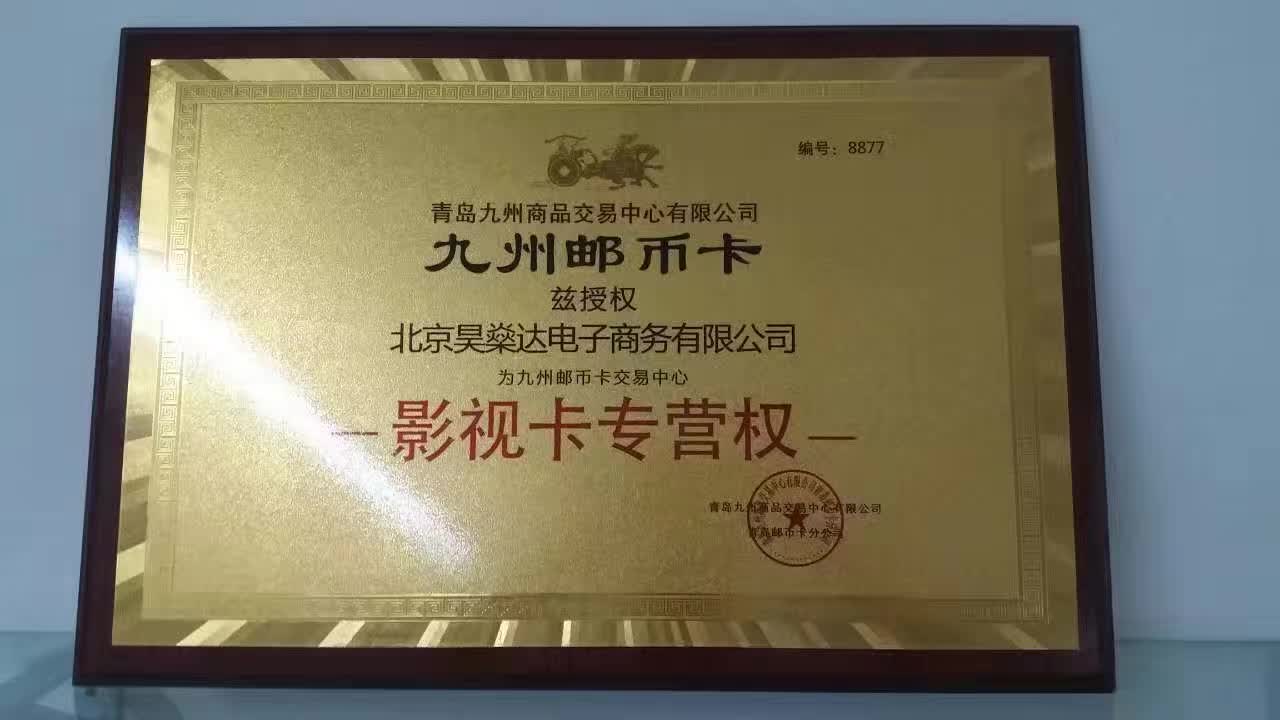 编号：8877
青岛九州商品交易中心有限公司
九州邮币卡
兹授权
北京昊燊达电子商务有限公司
为九州邮币卡交易中心
影视卡专营权
青岛九州商品交易中心有限公司
青岛邮币卡分公司